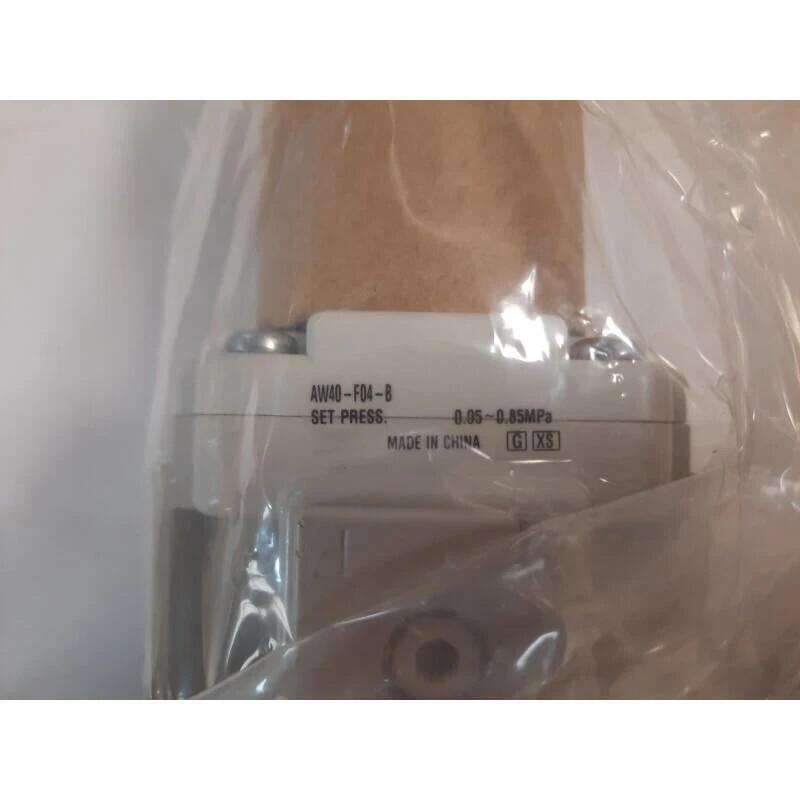 AW40-F04-B
SET PRESS. 0.05~0.85MPa
MADE IN CHINA G XS